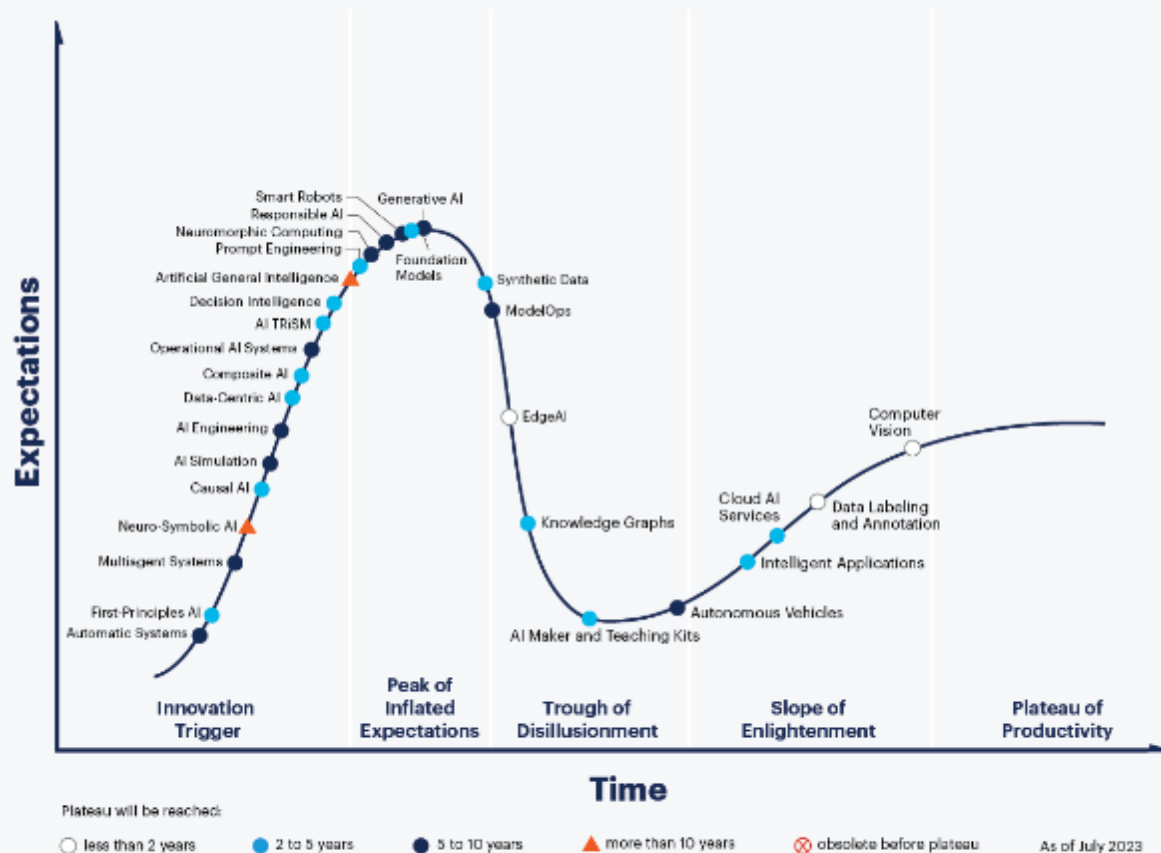 Expectations
Smart Robots
Generative AI
Responsible AI
Neuromorphic Computing
Prompt Engineering
Foundation
Models
Artificial General Intelligence
Synthetic Data
Decision Intelligence
ModelOps
AI TRiSM
Operational AI Systems
Composite AI
Data-Centric AI
EdgeAI
Computer
Vision
AI Engineering
AI Simulation
Causal AI
Cloud AI
Services
Data Labeling
and Annotation
Neuro-Symbolic AI
Knowledge Graphs
Multiagent Systems
Intelligent Applications
First-Principles AI
Autonomous Vehicles
Automatic Systems
AI Maker and Teaching Kits
Innovation
Trigger
Peak of
Inflated
Expectations
Trough of
Disillusionment
Slope of
Enlightenment
Plateau of
Productivity
Time
Plateau will be reached:
less than 2 years
2 to 5 years
5 to 10 years
more than 10 years
obsolete before plateau
As of July 2023